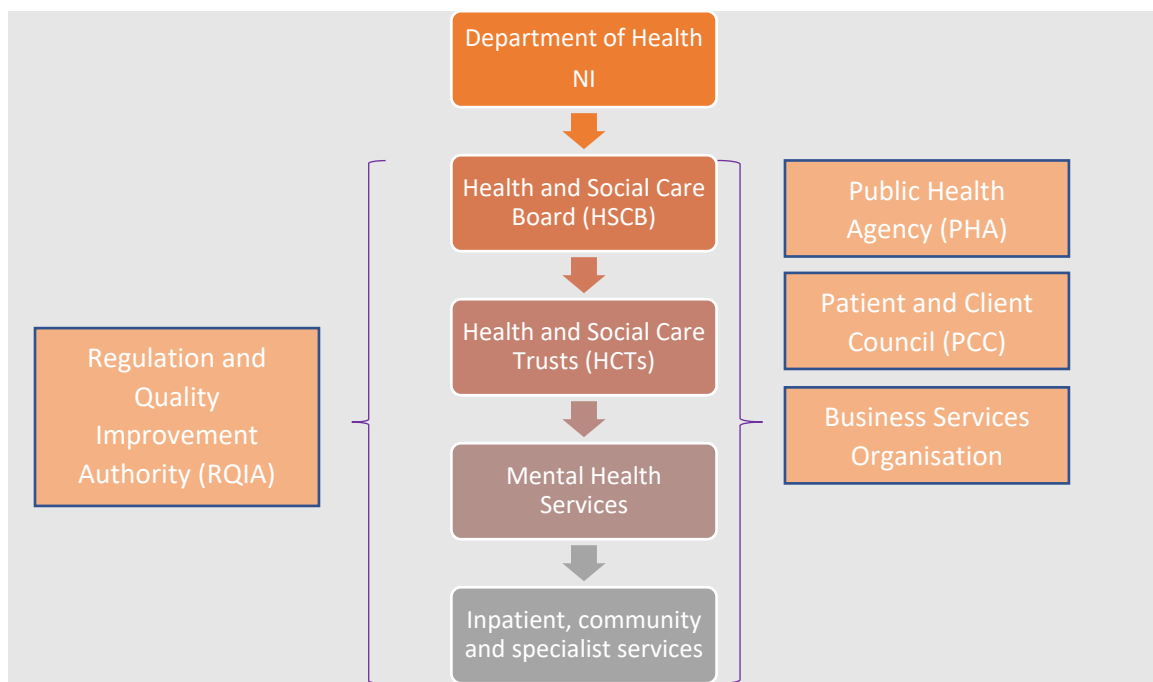 Department of Health
NI
Health and Social Care
Board (HSCB)
Health and Social Care
Trusts (HCTs)
Mental Health
Services
Inpatient, community
and specialist services
Regulation and
Quality
Improvement
Authority (RQIA)
Public Health
Agency (PHA)
Patient and Client
Council (PCC)
Business Services
Organisation